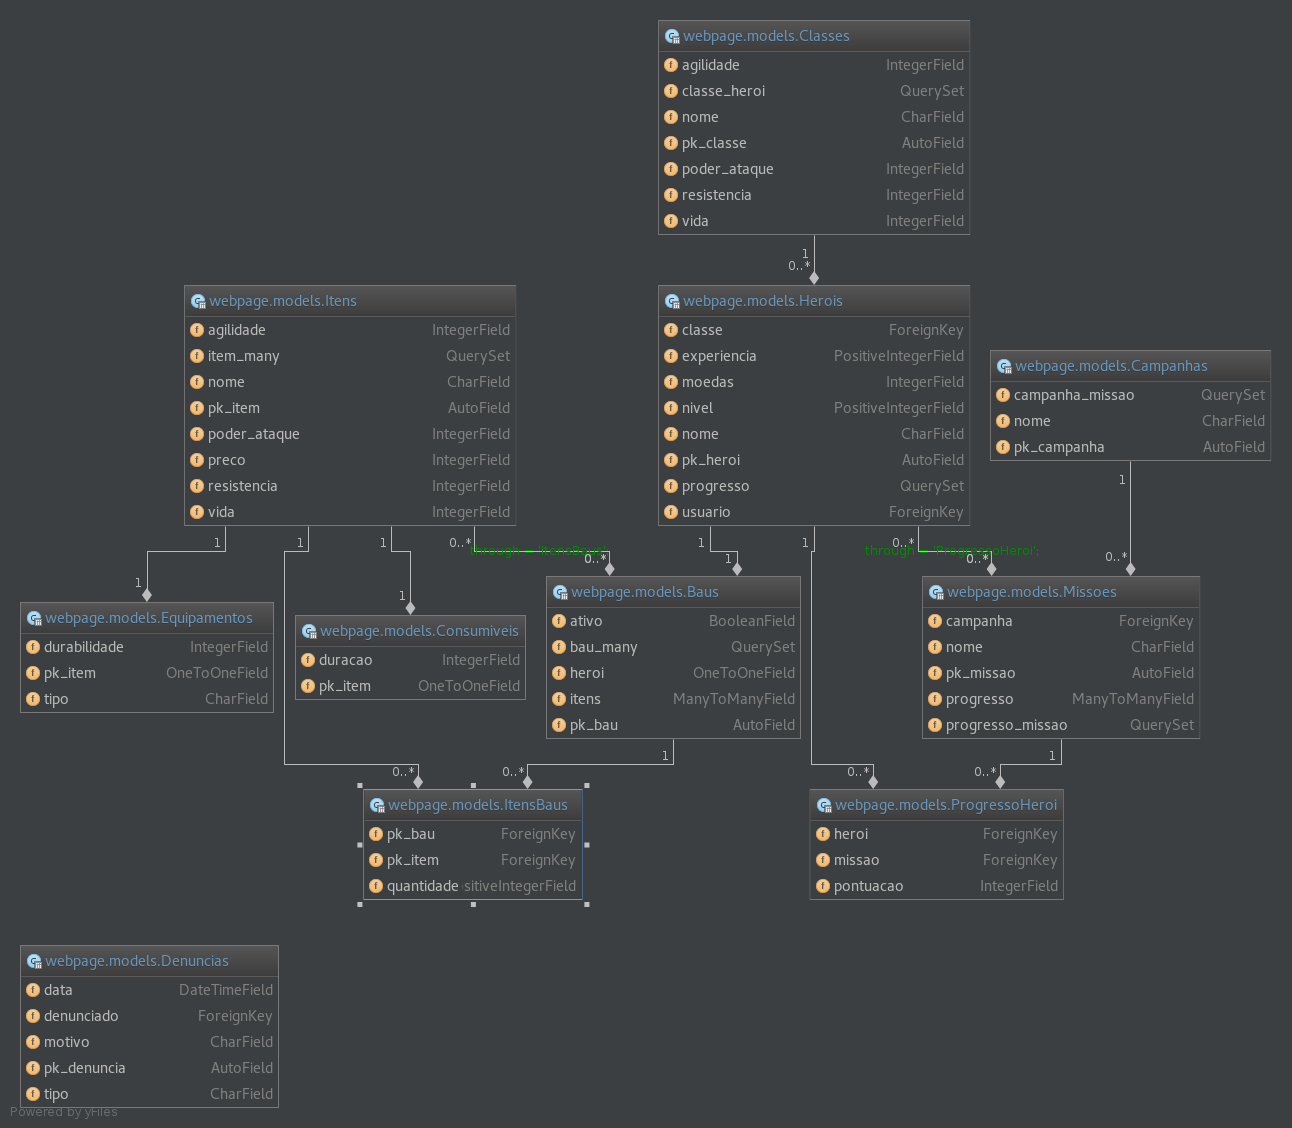 webpage.models.Classes
agilidade IntegerField
classe_heroi QuerySet
nome CharField
pk_classe AutoField
poder_ataque IntegerField
resistencia IntegerField
vida IntegerField
1
0..*
webpage.models.Itens
agilidade IntegerField
item_many QuerySet
nome CharField
pk_item AutoField
poder_ataque IntegerField
preco IntegerField
resistencia IntegerField
vida IntegerField
webpage.models.Herois
classe ForeignKey
experiencia PositiveIntegerField
moedas IntegerField
nivel PositiveIntegerField
nome CharField
pk_heroi AutoField
progresso QuerySet
usuario ForeignKey
webpage.models.Campanhas
campanha_missao QuerySet
nome CharField
pk_campanha AutoField
1
0..*
1 1 1 0..*
through = 'ItensBaus'
0..*
1 1 0..*
through = 'ProgressoHeroi';
0..*
1
1
1
webpage.models.Equipamentos
durabilidade IntegerField
pk_item OneToOneField
tipo CharField
webpage.models.Consumiveis
duracao IntegerField
pk_item OneToOneField
webpage.models.Baus
ativo BooleanField
bau_many QuerySet
heroi OneToOneField
itens ManyToManyField
pk_bau AutoField
webpage.models.Missoes
campanha ForeignKey
nome CharField
pk_missao AutoField
progresso ManyToManyField
progresso_missao QuerySet
1
0..* 0..*
1
0..* 0..*
webpage.models.ItensBaus
pk_bau ForeignKey
pk_item ForeignKey
quantidade sitiveIntegerField
webpage.models.ProgressoHeroi
heroi ForeignKey
missao ForeignKey
pontuacao IntegerField
webpage.models.Denuncias
data DateTimeField
denunciado ForeignKey
motivo CharField
pk_denuncia AutoField
tipo CharField
Powered by yFiles